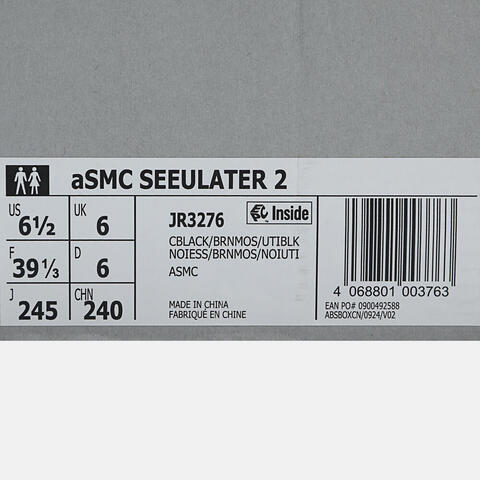 aSMC SEEULATER 2
US
6½
UK
6
F
39⅓
D
6
J
245
CHN
240
JR3276
Inside
CBLACK/BRNMOS/UTIBLK
NOIESS/BRNMOS/NOIUTI
ASMC
MADE IN CHINA
FABRIQUÉ EN CHINE
4 068801 003763
EAN PO# 0900492588
ABSBOXCN/0924/V02